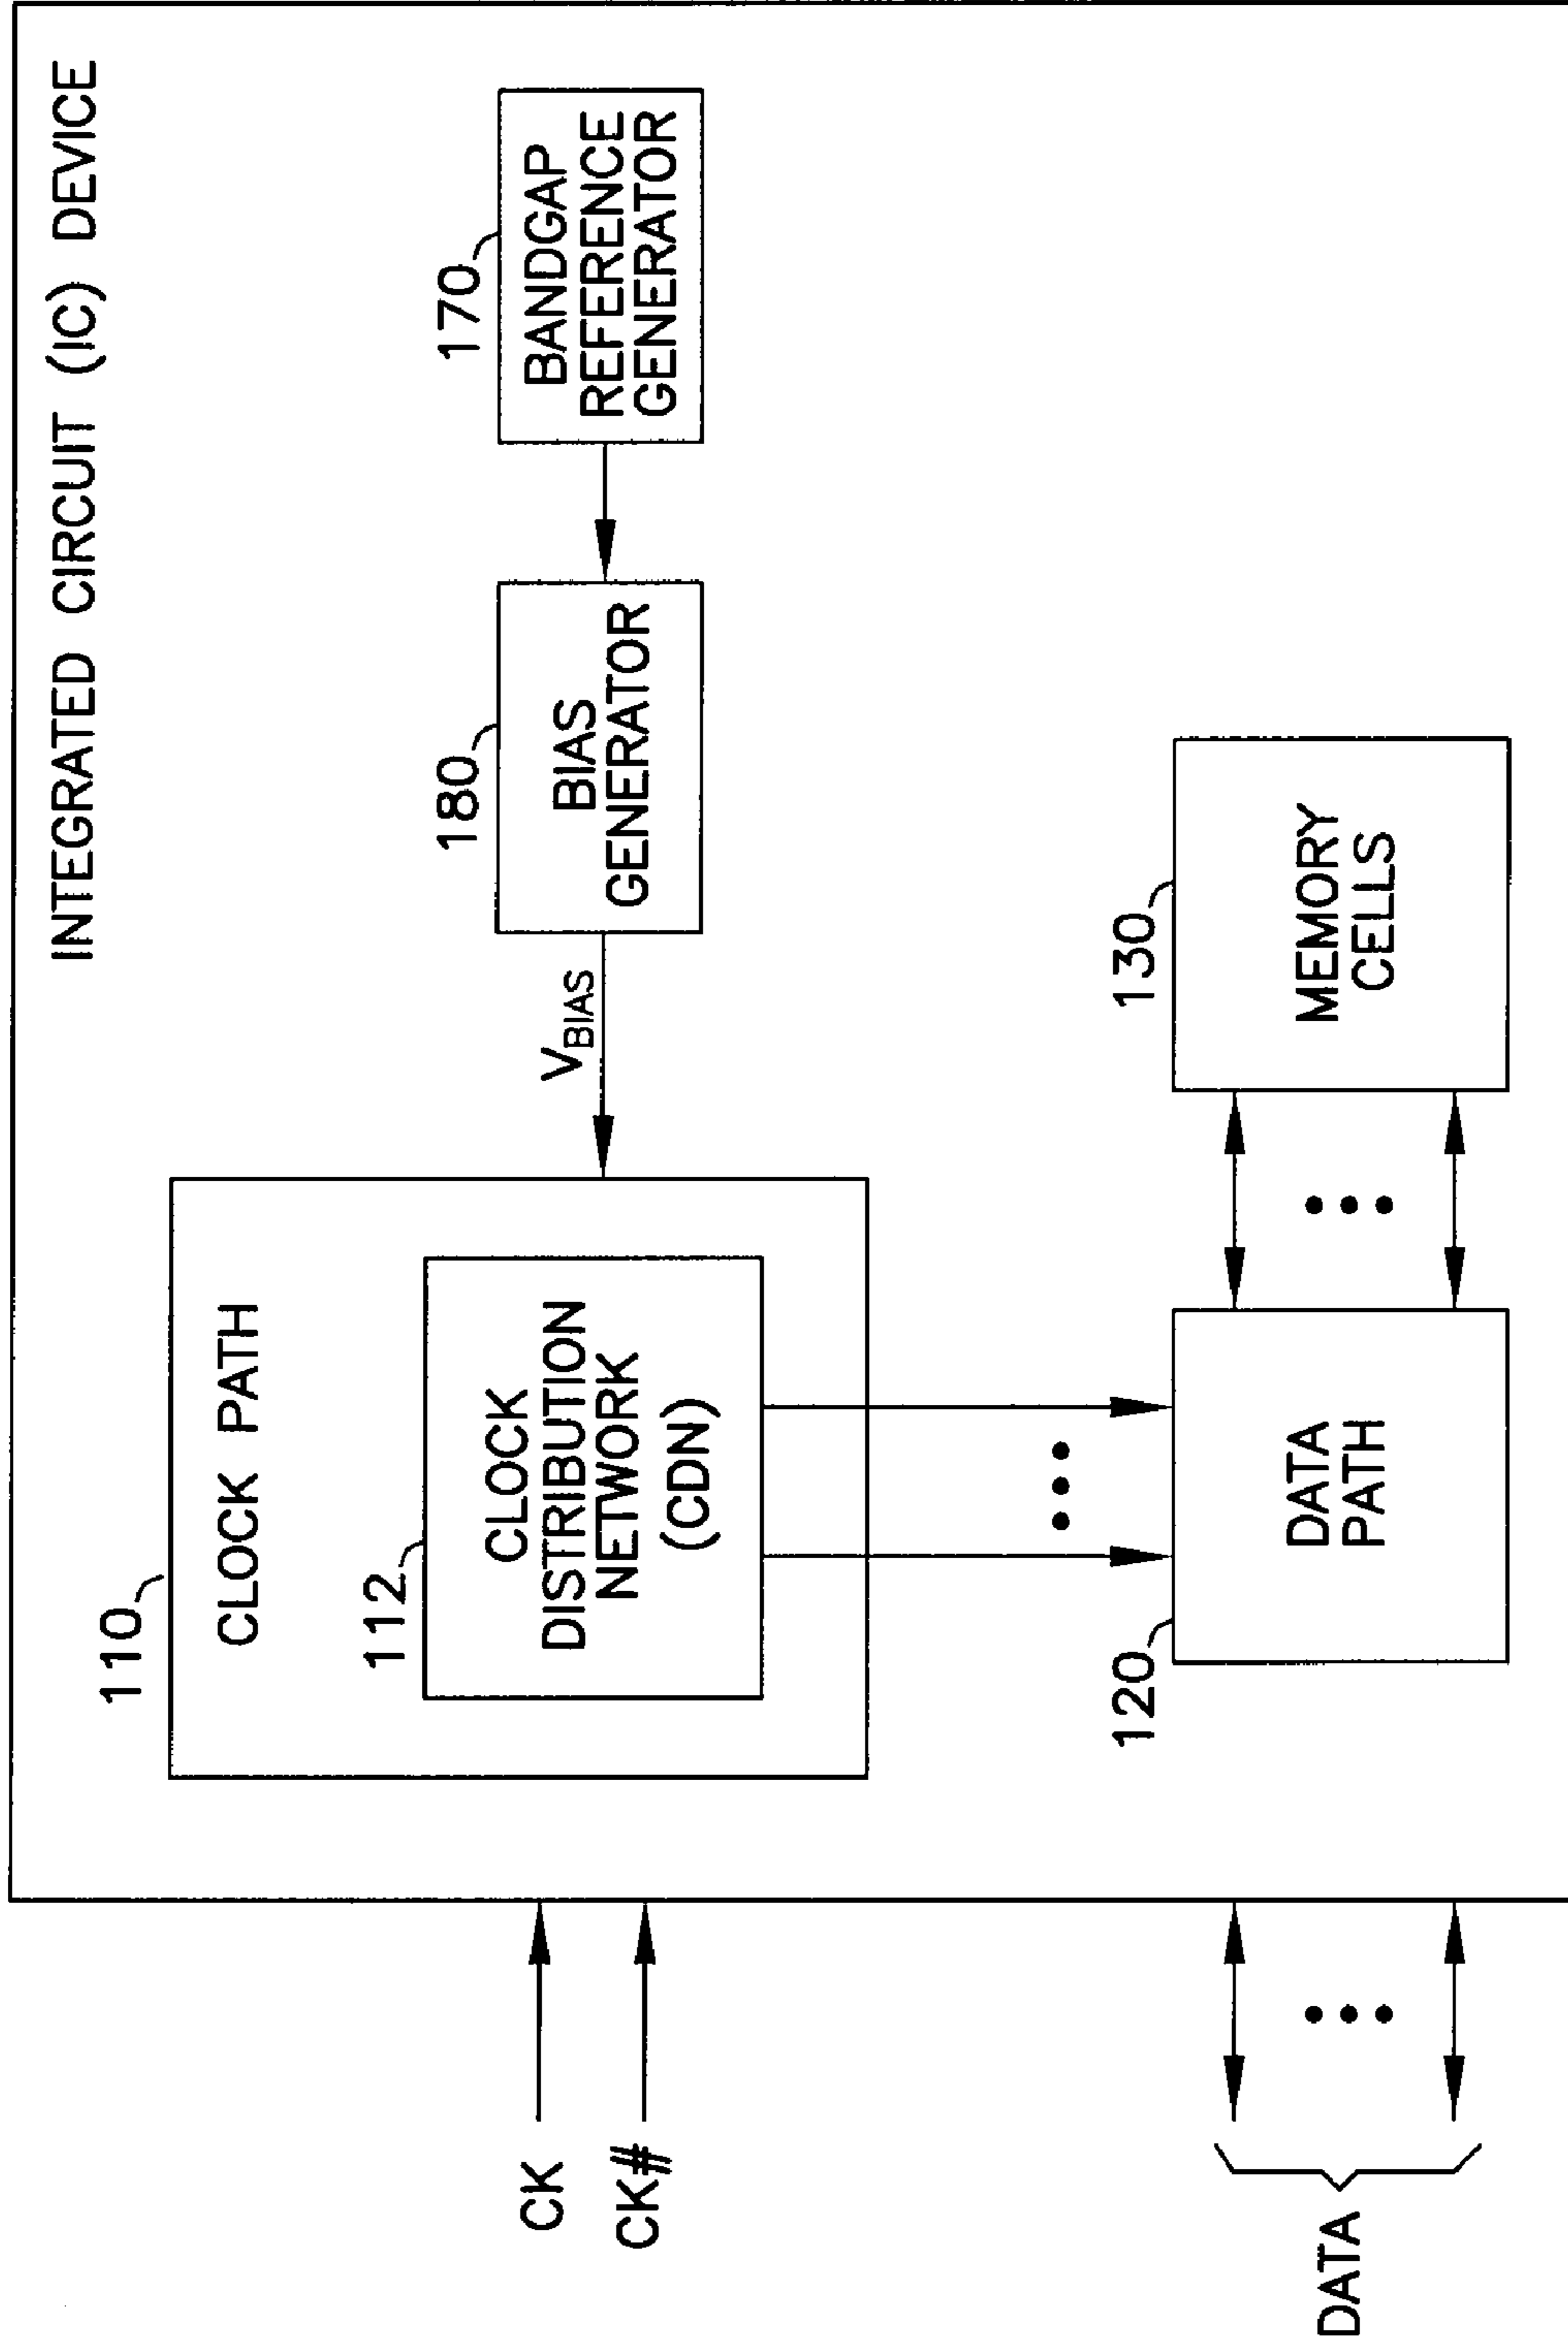 INTEGRATED CIRCUIT (IC) DEVICE
110
CLOCK PATH
112
CLOCK
DISTRIBUTION
NETWORK
(CDN)
V BIAS
180
BIAS
GENERATOR
170
BANDGAP
REFERENCE
GENERATOR
CK
CK#
120
DATA
PATH
130
MEMORY
CELLS
DATA